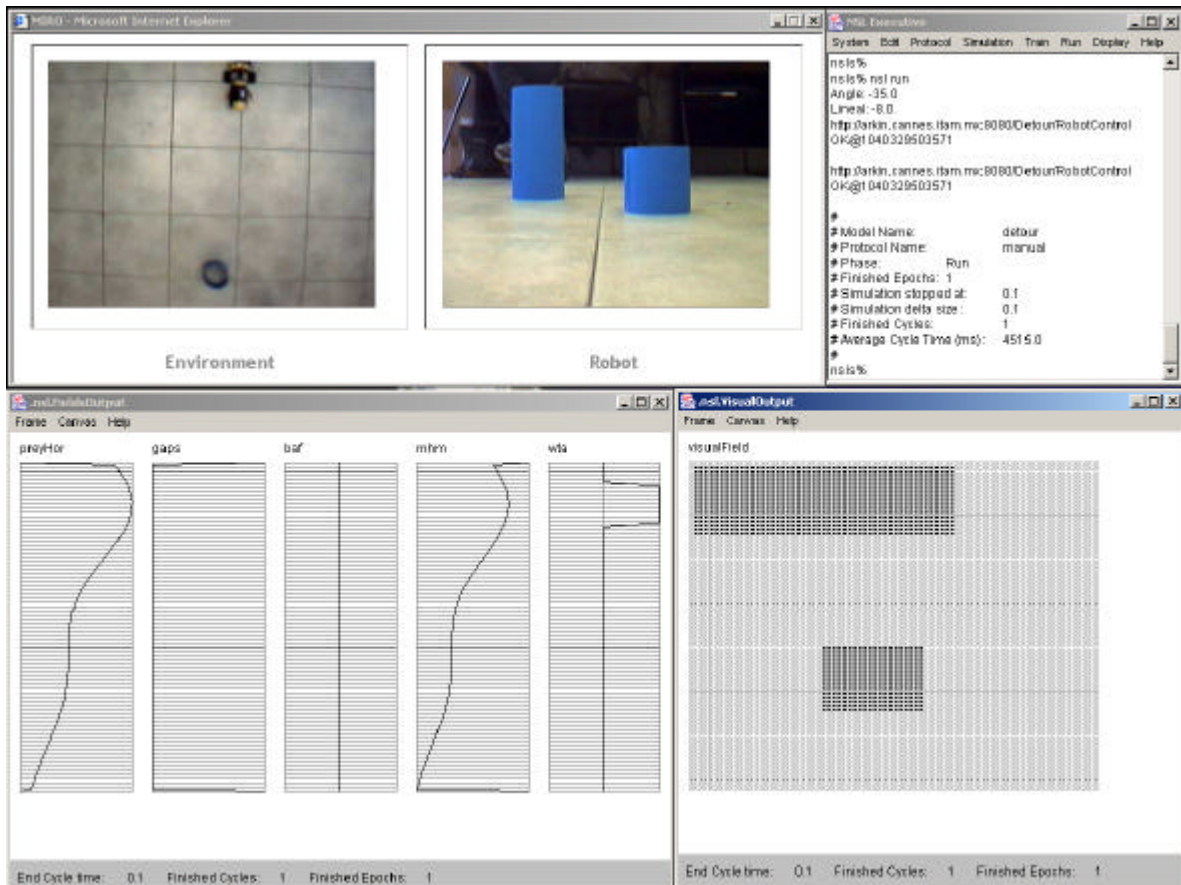 MIRO - Microsoft Internet Explorer
Environment
Robot
NSL Executive
System Edit Protocol Simulation Train Run Display Help
nsls%
nsls% nsl run
Angle: -35.0
Lineal: -8.0.
http://arkin.cannes.itam.mx:8080/Detour/RobotControl
OK@1040329503571
http://arkin.cannes.itam.mx:8080/Detour/RobotControl
OK@1040329503571
#
# Model Name: detour
# Protocol Name: manual
# Phase: Run
# Finished Epochs: 1
# Simulation stopped at: 0.1
# Simulation delta size : 0.1
# Finished Cycles: 1
# Average Cycle Time (ms): 4515.0
#
nsls%
.nsl.FieldsOutput
Frame Canvas Help
preyHor gaps baf mhm wta
End Cycle time: 0.1 Finished Cycles: 1 Finished Epochs: 1
.nsl.VisualOutput
Frame Canvas Help
visualField
End Cycle time: 0.1 Finished Cycles: 1 Finished Epochs: 1